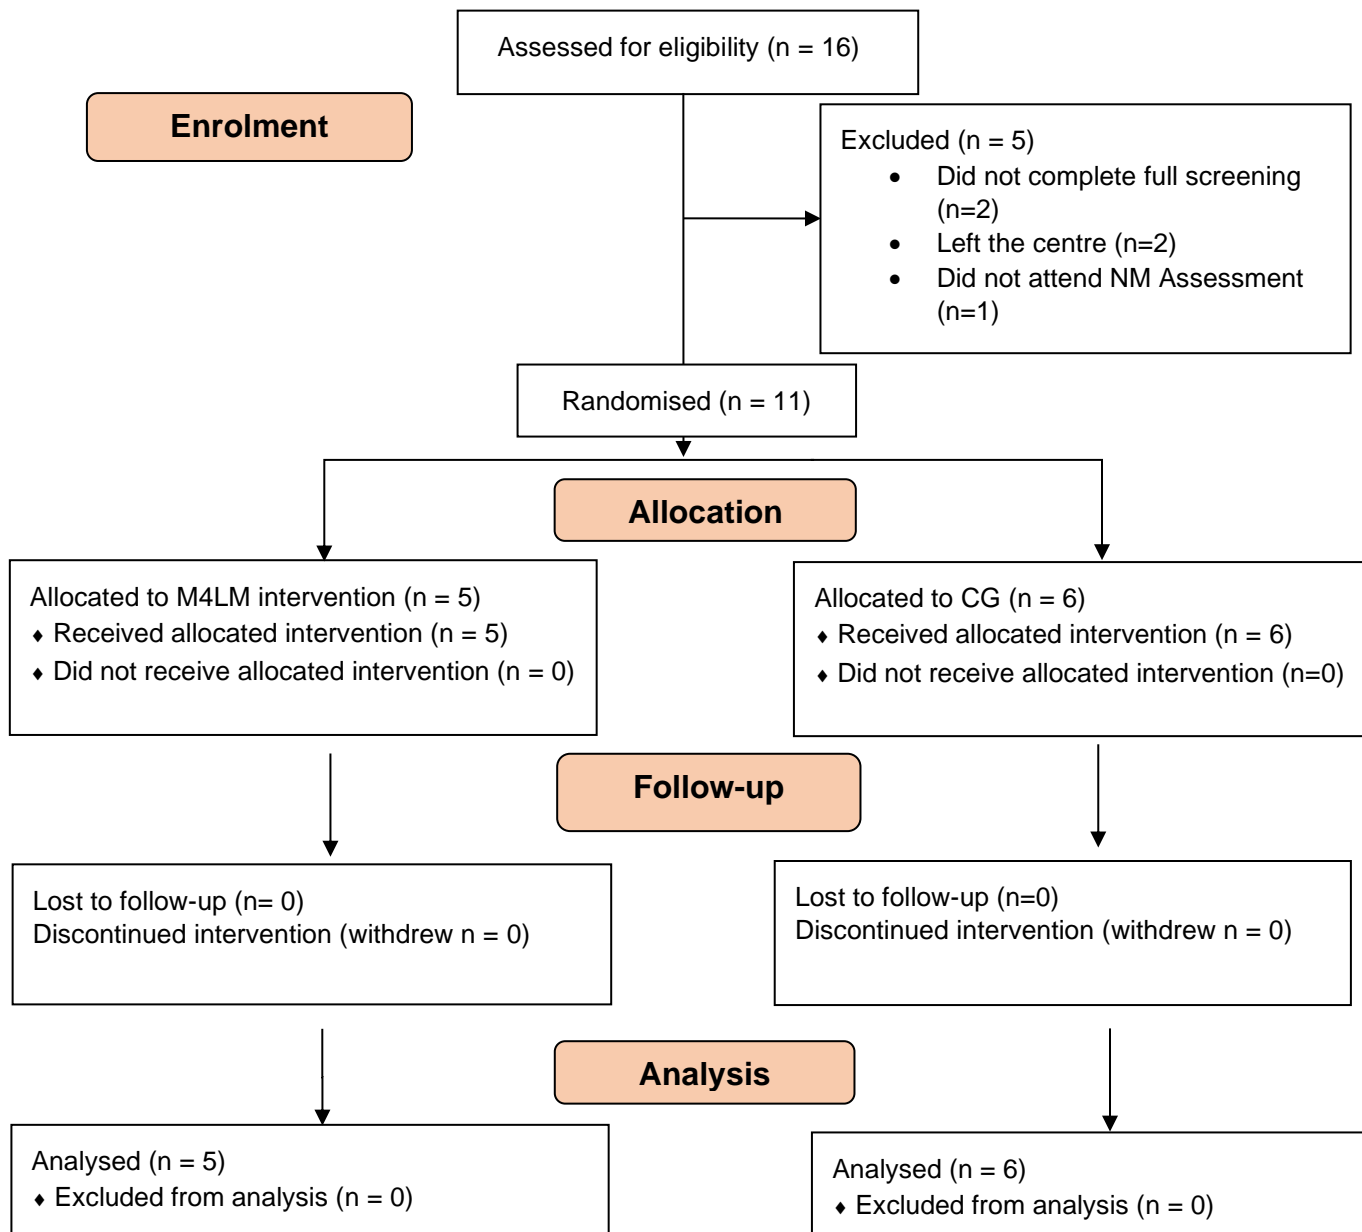 Assessed for eligibility (n = 16)
Enrolment
Excluded (n = 5)
• Did not complete full screening
(n=2)
• Left the centre (n=2)
• Did not attend NM Assessment
(n=1)
Randomised (n = 11)
Allocation
Allocated to M4LM intervention (n = 5)
♦ Received allocated intervention (n = 5)
♦ Did not receive allocated intervention (n = 0)
Allocated to CG (n = 6)
♦ Received allocated intervention (n = 6)
♦ Did not receive allocated intervention (n=0)
Follow-up
Lost to follow-up (n= 0)
Discontinued intervention (withdrew n = 0)
Lost to follow-up (n=0)
Discontinued intervention (withdrew n = 0)
Analysis
Analysed (n = 5)
♦ Excluded from analysis (n = 0)
Analysed (n = 6)
♦ Excluded from analysis (n = 0)